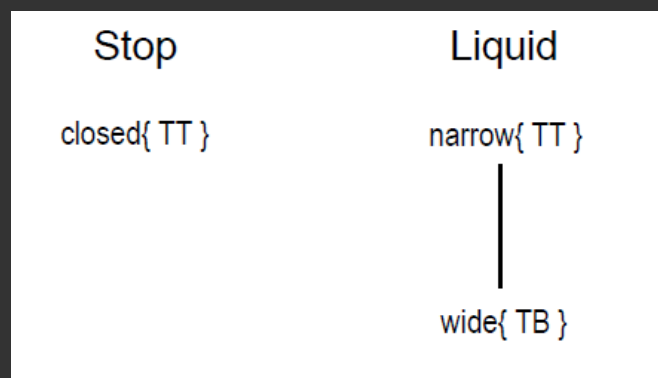 Stop Liquid
closed{ TT } narrow{ TT }
wide{ TB }